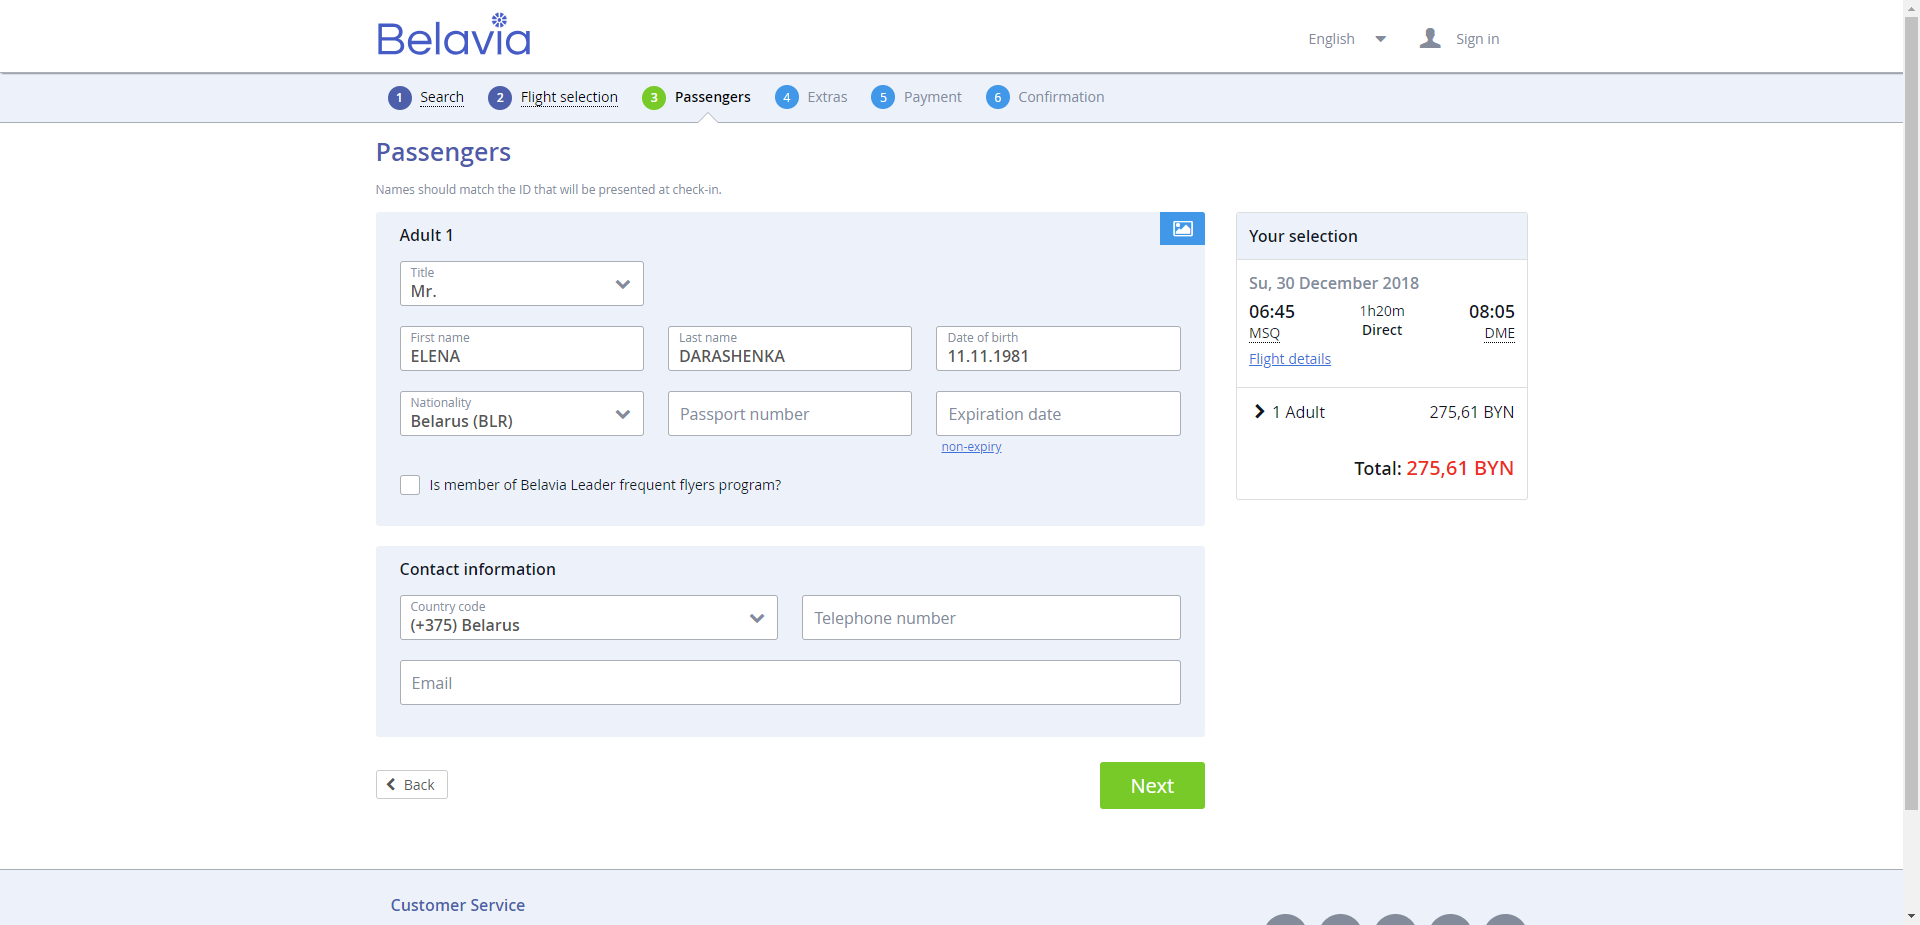 Belavia
English
Sign in
1 Search
2 Flight selection
3 Passengers
4 Extras
5 Payment
6 Confirmation
Passengers
Names should match the ID that will be presented at check-in.
Adult 1
Title
Mr.
First name
ELENA
Last name
DARASHENKA
Date of birth
11.11.1981
Nationality
Belarus (BLR)
Passport number
Expiration date
non-expiry
Is member of Belavia Leader frequent flyers program?
Contact information
Country code
(+375) Belarus
Telephone number
Email
Back
Next
Your selection
Su, 30 December 2018
06:45 1h20m 08:05
MSQ Direct DME
Flight details
1 Adult 275,61 BYN
Total: 275,61 BYN
Customer Service